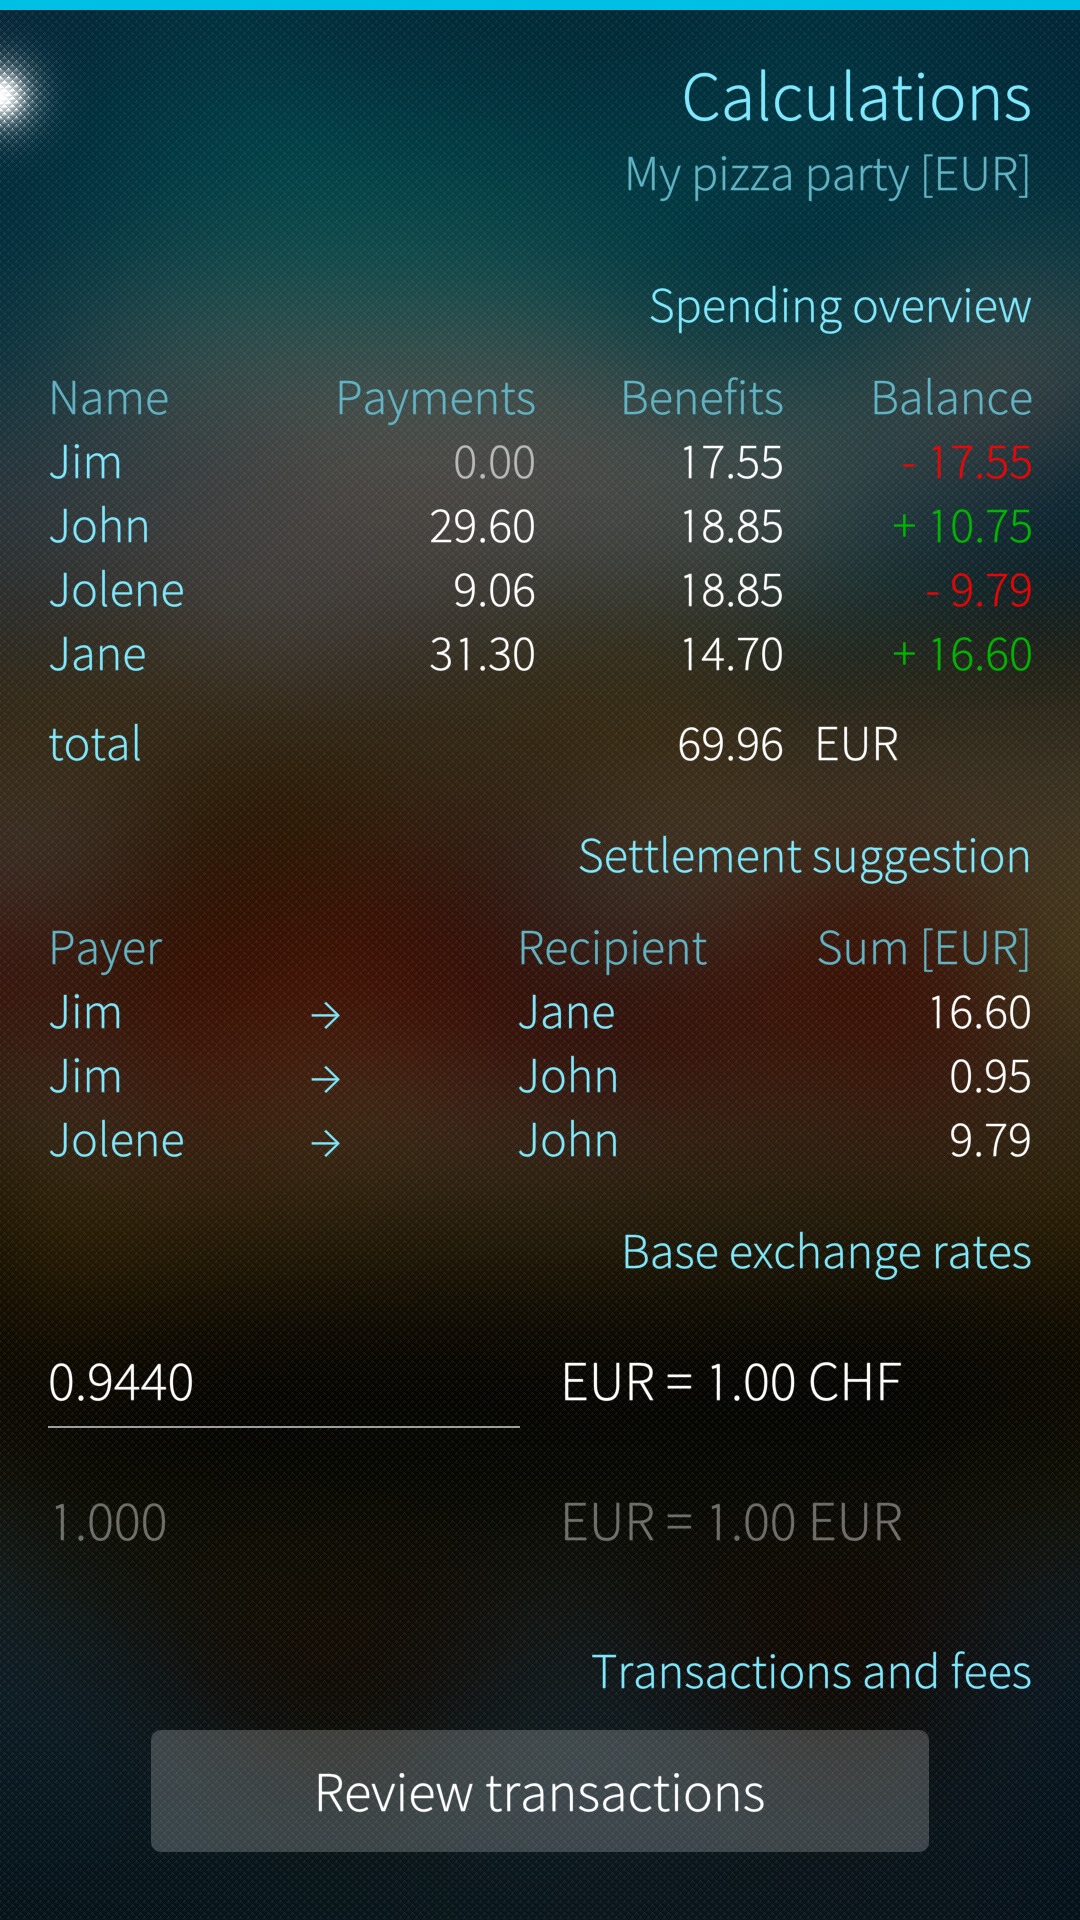 Calculations
My pizza party [EUR]
Spending overview
Name Payments Benefits Balance
Jim 0.00 17.55 - 17.55
John 29.60 18.85 + 10.75
Jolene 9.06 18.85 - 9.79
Jane 31.30 14.70 + 16.60
total 69.96 EUR
Settlement suggestion
Payer Recipient Sum [EUR]
Jim → Jane 16.60
Jim → John 0.95
Jolene → John 9.79
Base exchange rates
0.9440 EUR = 1.00 CHF
1.000 EUR = 1.00 EUR
Transactions and fees
Review transactions